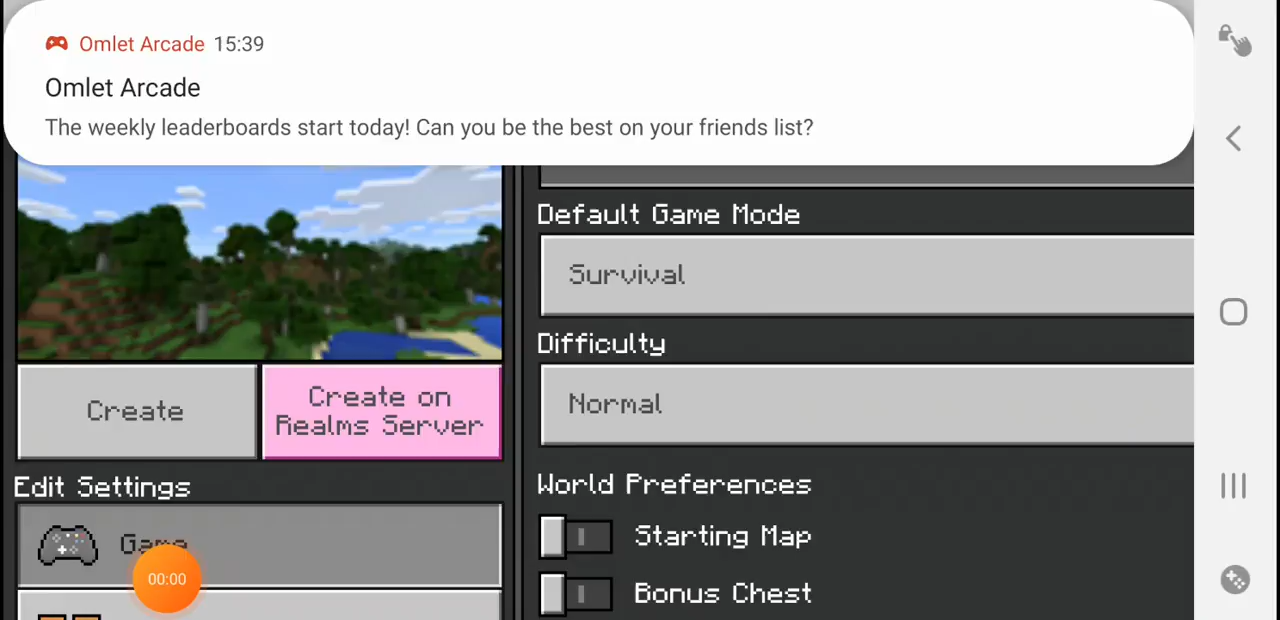 Omlet Arcade 15:39
Omlet Arcade
The weekly leaderboards start today! Can you be the best on your friends list?
Default Game Mode
Survival
Difficulty
Normal
Create
Create on
Realms Server
Edit Settings
Game
00:00
World Preferences
Starting Map
Bonus Chest